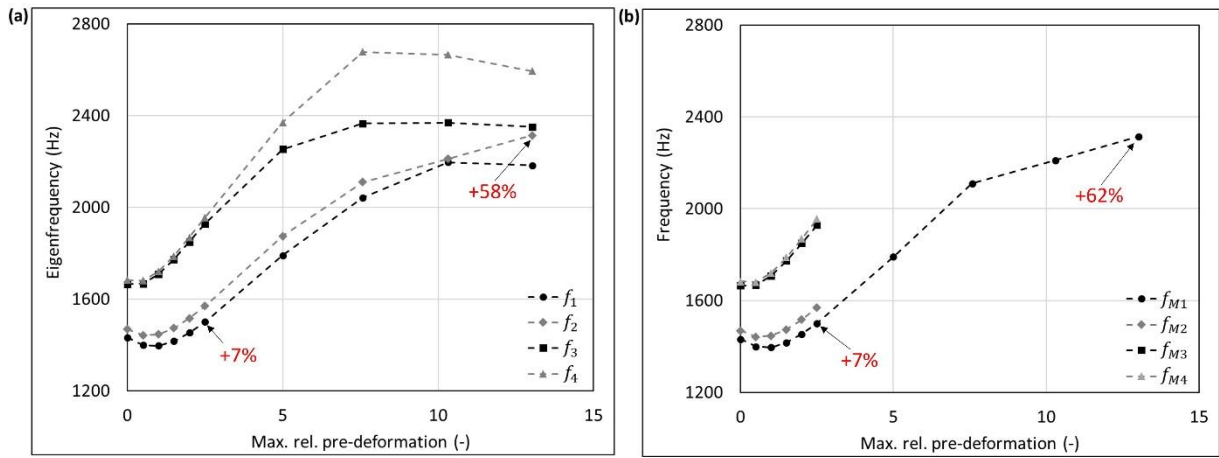 (a)
2800
2400
2000
1600
1200
Eigenfrequency (Hz)
0
5
10
15
Max. rel. pre-deformation (-)
+7%
+58%
f1
f2
f3
f4
(b)
2800
2400
2000
1600
1200
Frequency (Hz)
0
5
10
15
Max. rel. pre-deformation (-)
+7%
+62%
fM1
fM2
fM3
fM4